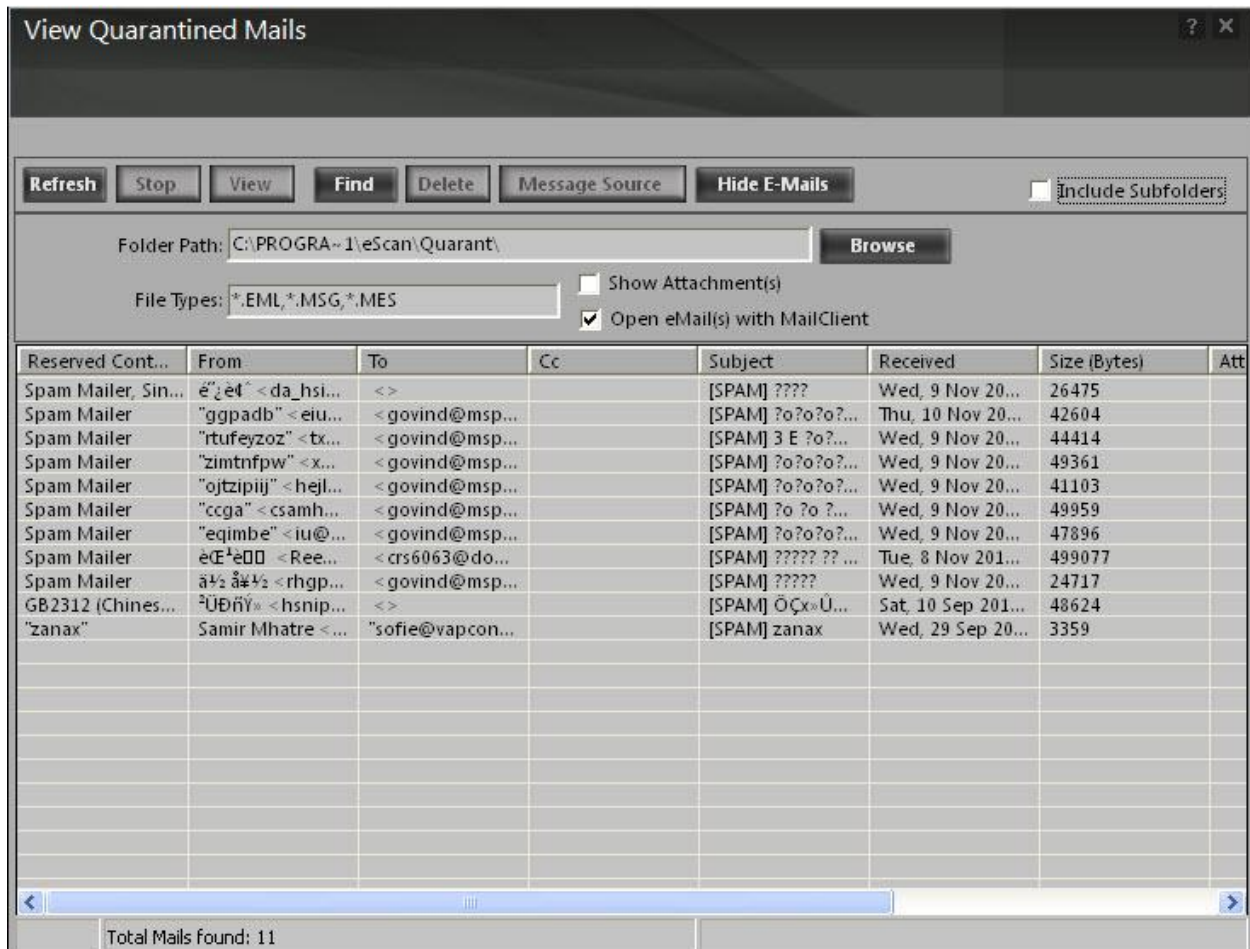 View Quarantined Mails ? X
Refresh Stop View Find Delete Message Source Hide E-Mails Include Subfolders
Folder Path: C:\PROGRA~1\eScan\Quarant\ Browse
Show Attachment(s)
File Types: *.EML,*.MSG,*.MES
Open eMail(s) with MailClient
Reserved Cont... From To Cc Subject Received Size (Bytes) Att
Spam Mailer, Sin... <da_hsi... <> [SPAM] ???? Wed, 9 Nov 20... 26475
Spam Mailer "ggpadb" <eiu... <govind@msp... [SPAM] ?o?o?o?... Thu, 10 Nov 20... 42604
Spam Mailer "rtufeyzoz" <tx... <govind@msp... [SPAM] 3 E ?o?... Wed, 9 Nov 20... 44414
Spam Mailer "zimtnfpw" <x... <govind@msp... [SPAM] ?o?o?o?... Wed, 9 Nov 20... 49361
Spam Mailer "ojtzipiij" <hejl... <govind@msp... [SPAM] ?o?o?o?... Wed, 9 Nov 20... 41103
Spam Mailer "ccga" <csamh... <govind@msp... [SPAM] ?o ?o ?... Wed, 9 Nov 20... 49959
Spam Mailer "eqimbe" <iu@... <govind@msp... [SPAM] ?o?o?o?... Wed, 9 Nov 20... 47896
Spam Mailer <Ree... <crs6063@do... [SPAM] ????? ?? ... Tue, 8 Nov 201... 499077
Spam Mailer ä½ å¥½ <rhgp... <govind@msp... [SPAM] ????? Wed, 9 Nov 20... 24717
GB2312 (Chines... ²ÜÐñÝ» <hsnip... <> [SPAM] ÖÇx»Û... Sat, 10 Sep 201... 48624
"zanax" Samir Mhatre <... "sofie@vapcon... [SPAM] zanax Wed, 29 Sep 20... 3359
Total Mails found: 11